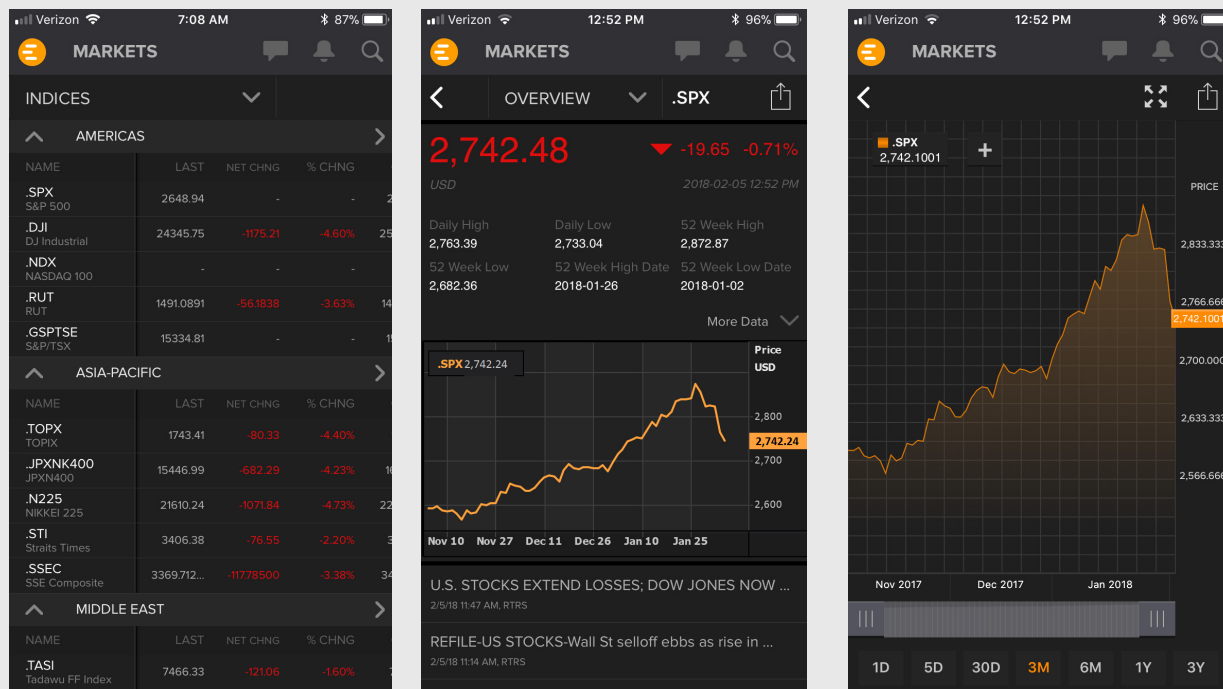 Verizon 7:08 AM 87%
MARKETS
INDICES
AMERICAS
NAME LAST NET CHNG % CHNG
.SPX 2648.94 - - 2
S&P 500
.DJI 24345.75 -1175.21 -4.60% 25
DJ Industrial
.NDX - - -
NASDAQ 100
.RUT 1491.0891 -56.1838 -3.63% 14
RUT
.GSPTSE 15334.81 - - 15
S&P/TSX
ASIA-PACIFIC
NAME LAST NET CHNG % CHNG
.TOPX 1743.41 -80.33 -4.40%
TOPIX
.JPXNK400 15446.99 -682.29 -4.23% 16
JPXN400
.N225 21610.24 -1071.84 -4.73% 22
NIKKEI 225
.STI 3406.38 -76.55 -2.20% 3
Straits Times
.SSEC 3369.712... -117.78500 -3.38% 34
SSE Composite
MIDDLE EAST
NAME LAST NET CHNG % CHNG
.TASI 7466.33 -121.06 -1.60% 7
Tadawu FF Index
Verizon 12:52 PM 96%
MARKETS
OVERVIEW .SPX
2,742.48 -19.65 -0.71%
USD 2018-02-05 12:52 PM
Daily High Daily Low 52 Week High
2,763.39 2,733.04 2,872.87
52 Week Low 52 Week High Date 52 Week Low Date
2,682.36 2018-01-26 2018-01-02
More Data
Price
USD
.SPX 2,742.24
2,800
2,742.24
2,700
2,600
Nov 10 Nov 27 Dec 11 Dec 26 Jan 10 Jan 25
U.S. STOCKS EXTEND LOSSES; DOW JONES NOW ...
2/5/18 11:47 AM, RTRS
REFILE-US STOCKS-Wall St selloff ebbs as rise in ...
2/5/18 11:14 AM, RTRS
Verizon 12:52 PM 96%
MARKETS
.SPX
2,742.1001
+
PRICE
2,833.333
2,766.666
2,742.1001
2,700.000
2,633.333
2,566.666
Nov 2017 Dec 2017 Jan 2018
1D 5D 30D 3M 6M 1Y 3Y